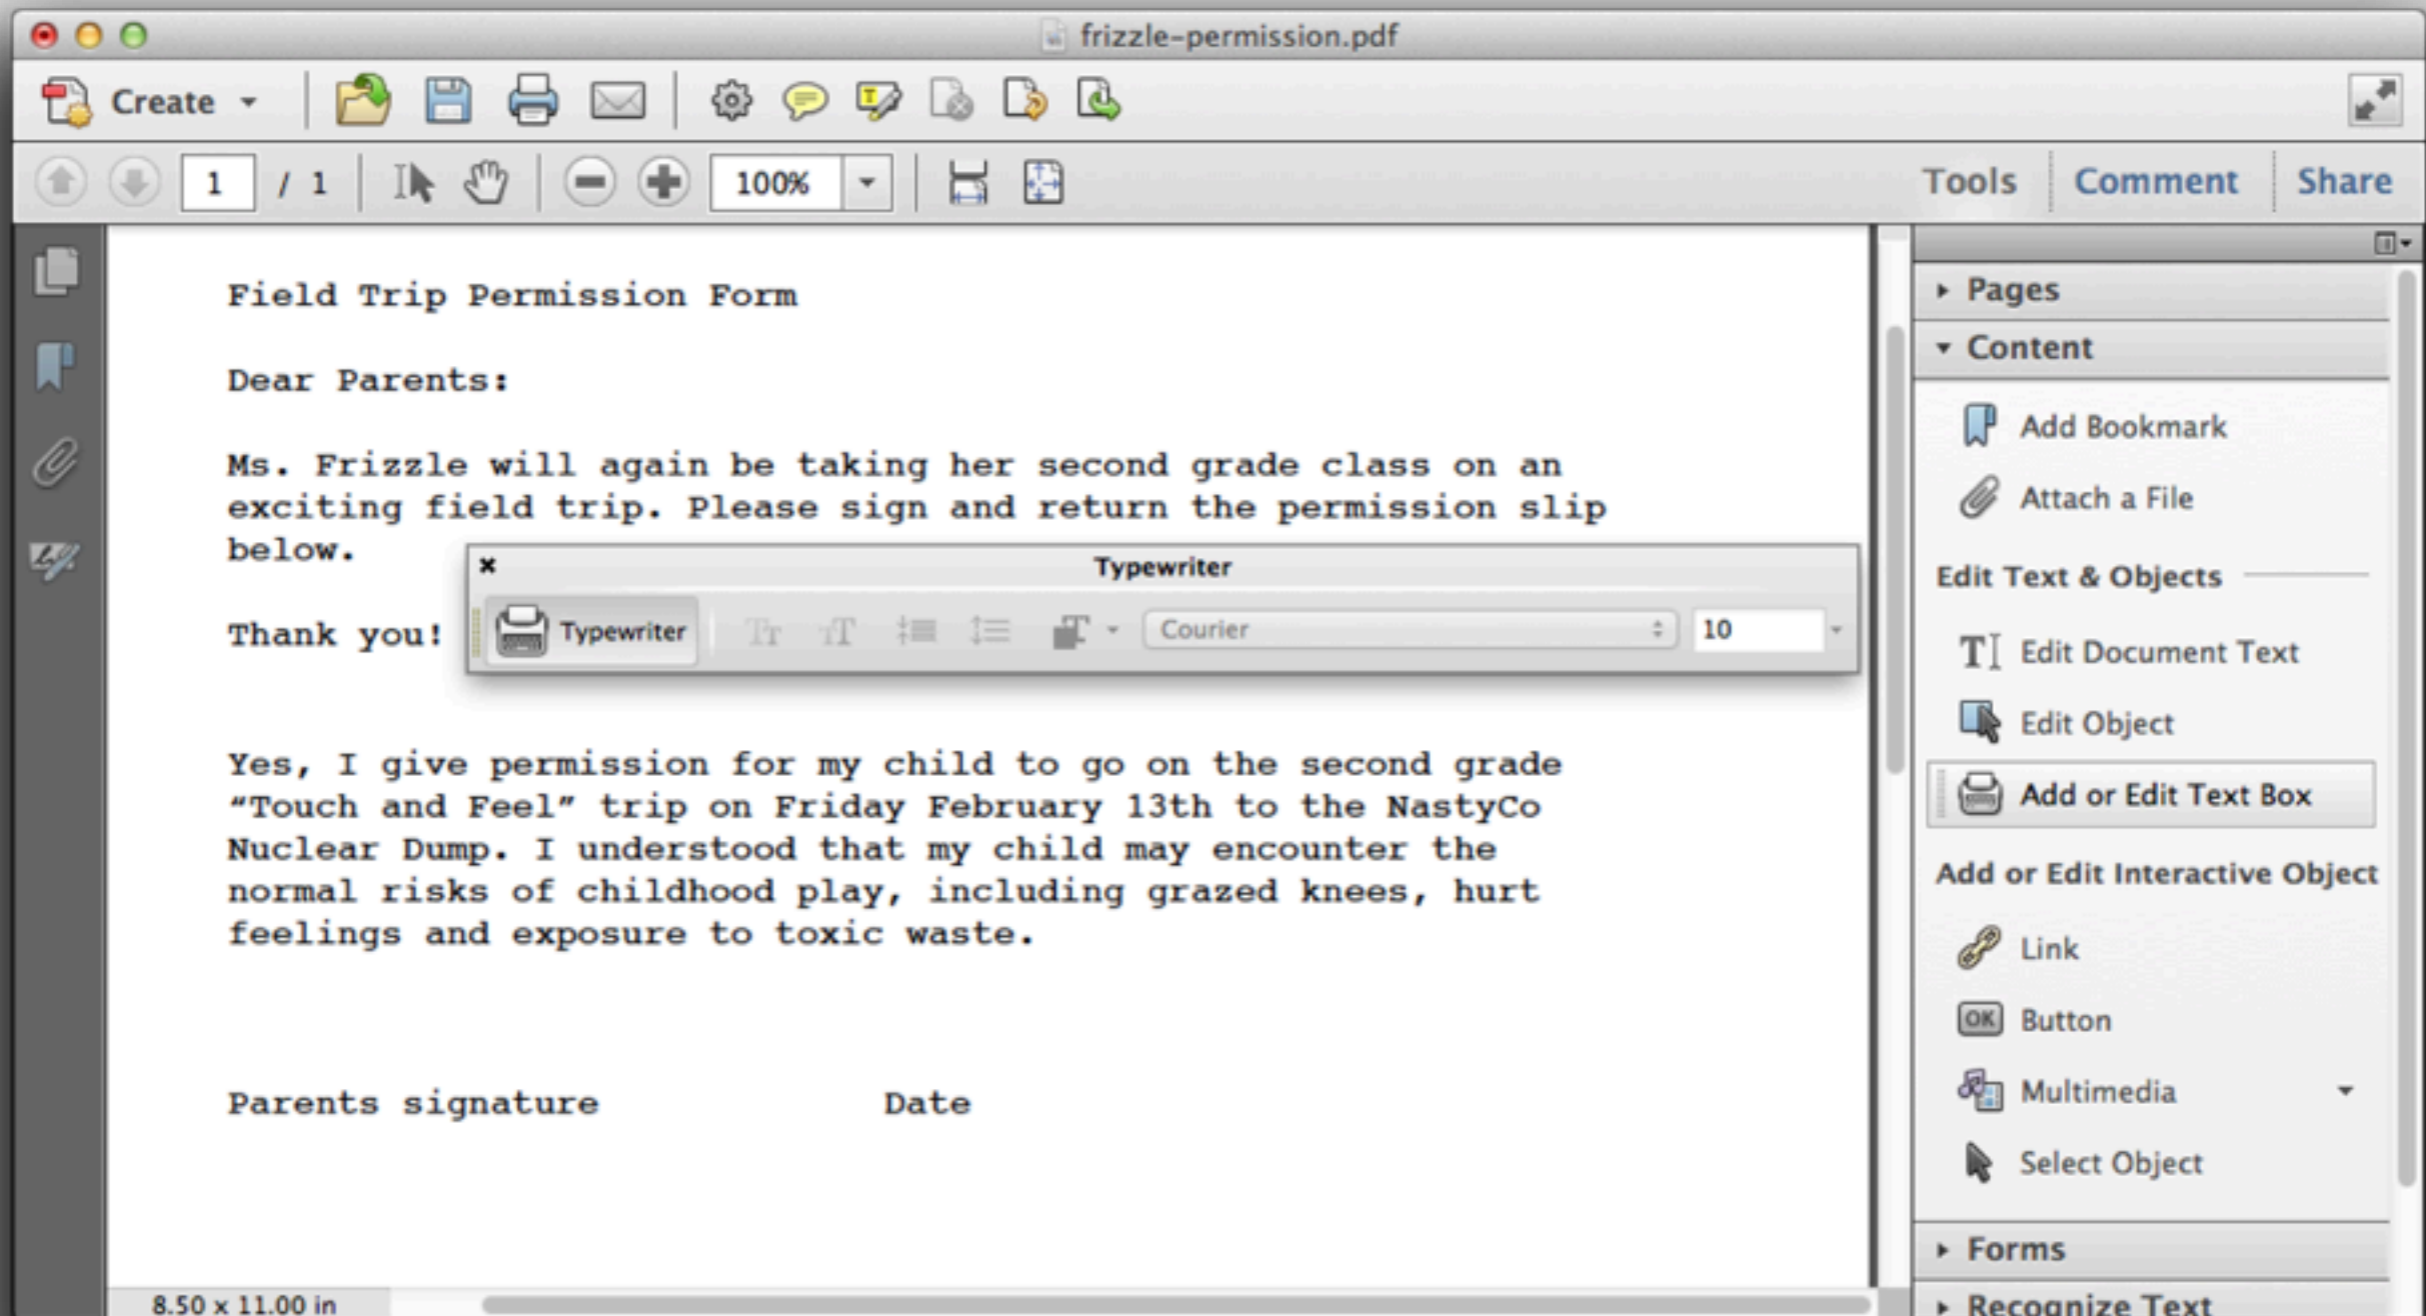 frizzle-permission.pdf
Create
1 / 1
100%
Tools
Comment
Share
Field Trip Permission Form
Dear Parents:
Ms. Frizzle will again be taking her second grade class on an
exciting field trip. Please sign and return the permission slip
below.
Thank you!
Typewriter
Typewriter
Courier
10
Yes, I give permission for my child to go on the second grade
“Touch and Feel” trip on Friday February 13th to the NastyCo
Nuclear Dump. I understood that my child may encounter the
normal risks of childhood play, including grazed knees, hurt
feelings and exposure to toxic waste.
Parents signature Date
8.50 x 11.00 in
Pages
Content
Add Bookmark
Attach a File
Edit Text & Objects
Edit Document Text
Edit Object
Add or Edit Text Box
Add or Edit Interactive Object
Link
OK Button
Multimedia
Select Object
Forms
Recognize Text